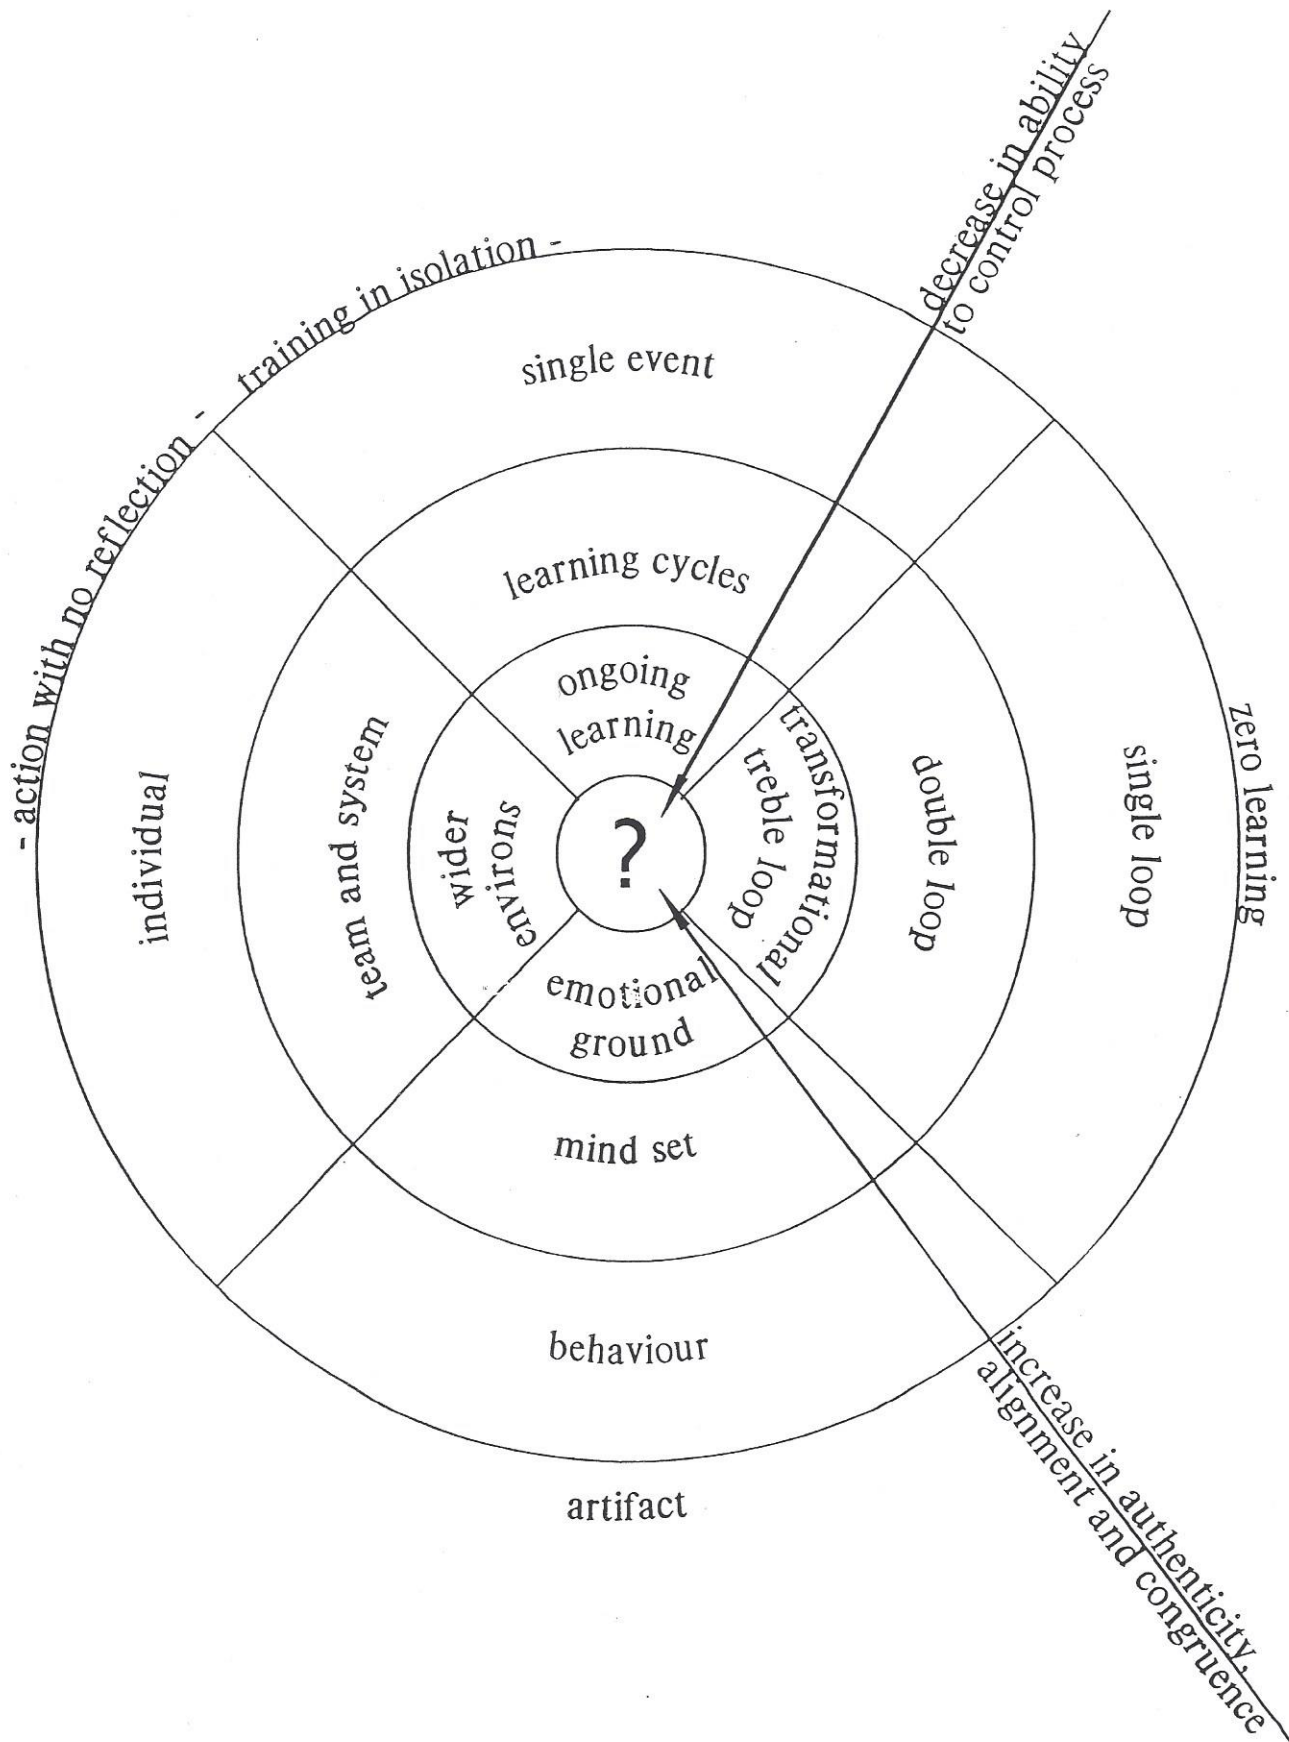 decrease in ability
to control process
- training in isolation -
- action with no reflection -
single event
learning cycles
ongoing
learning
individual
team and system
wider
environs
?
transformational
treble loop
double loop
single loop
zero learning
emotional
ground
mind set
behaviour
artifact
increase in authenticity,
alignment and congruence